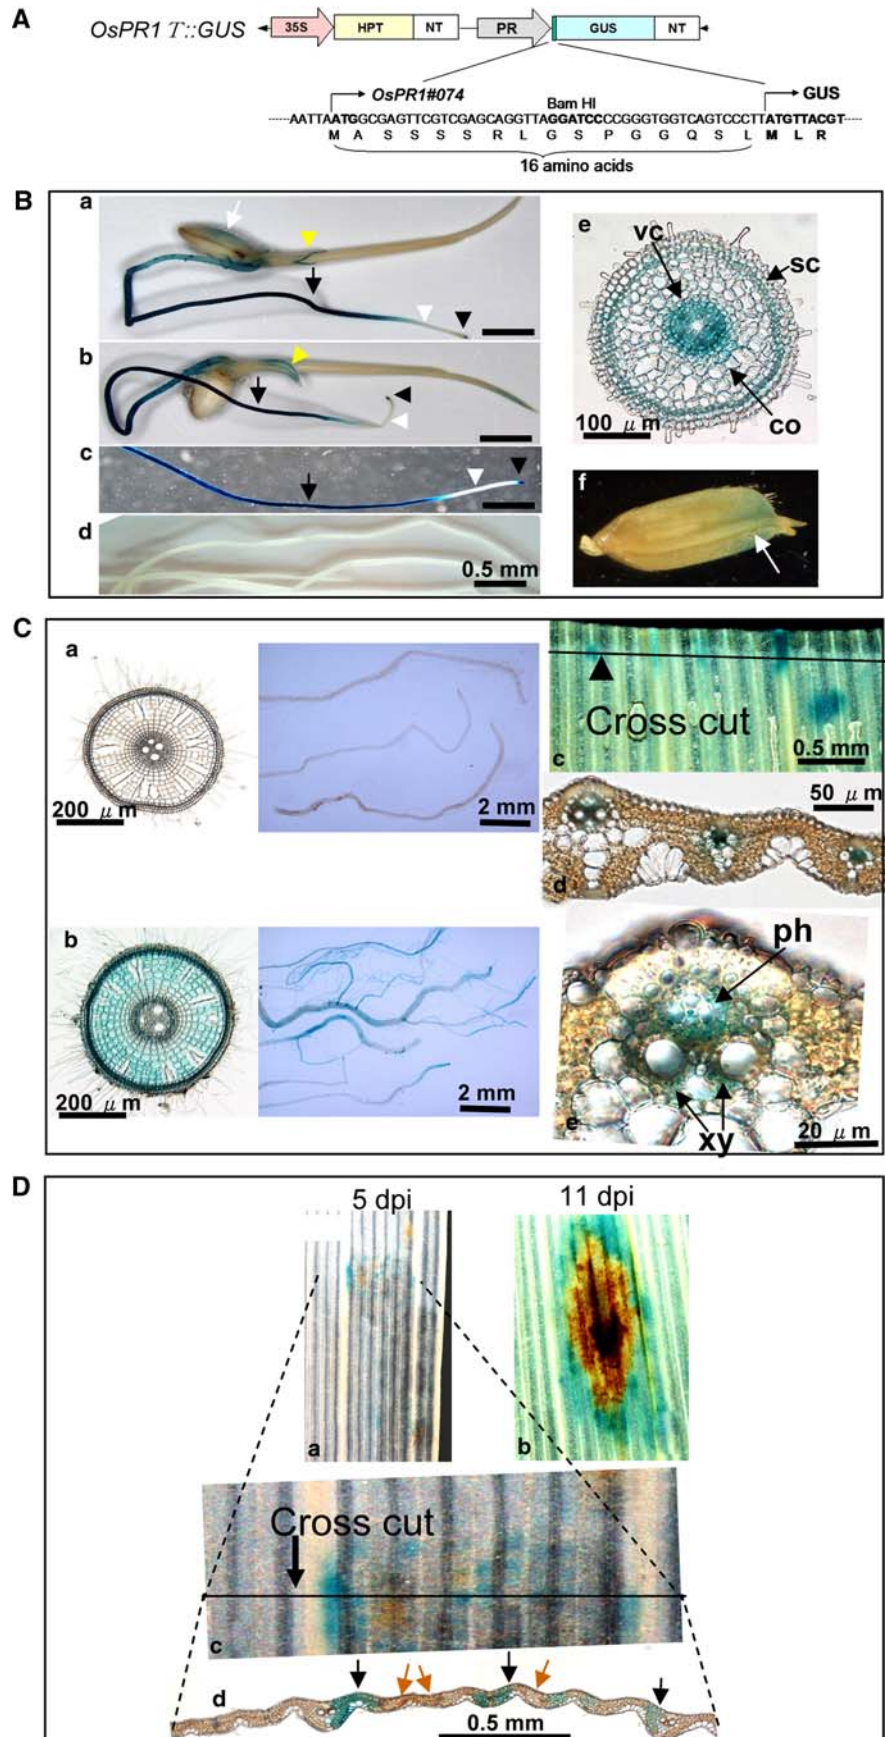 A
OsPR1 T::GUS 35S HPT NT PR GUS NT
OsPR1#074 GUS
Bam HI
AATTAATGGCGAGTTCGTCGAGCAGGTTAGGATCCCCGGGTGGTCAGTCCCTTATGTTACGT
M A S S S S R L G S P G G Q S L M L R
16 amino acids
B
a
b
c
d
0.5 mm
e
vc
sc
co
100 μm
f
C
a
200 μm
2 mm
b
200 μm
2 mm
Cross cut
c
0.5 mm
50 μm
d
ph
e
xy
20 μm
D
5 dpi
11 dpi
a
b
Cross cut
c
d
0.5 mm